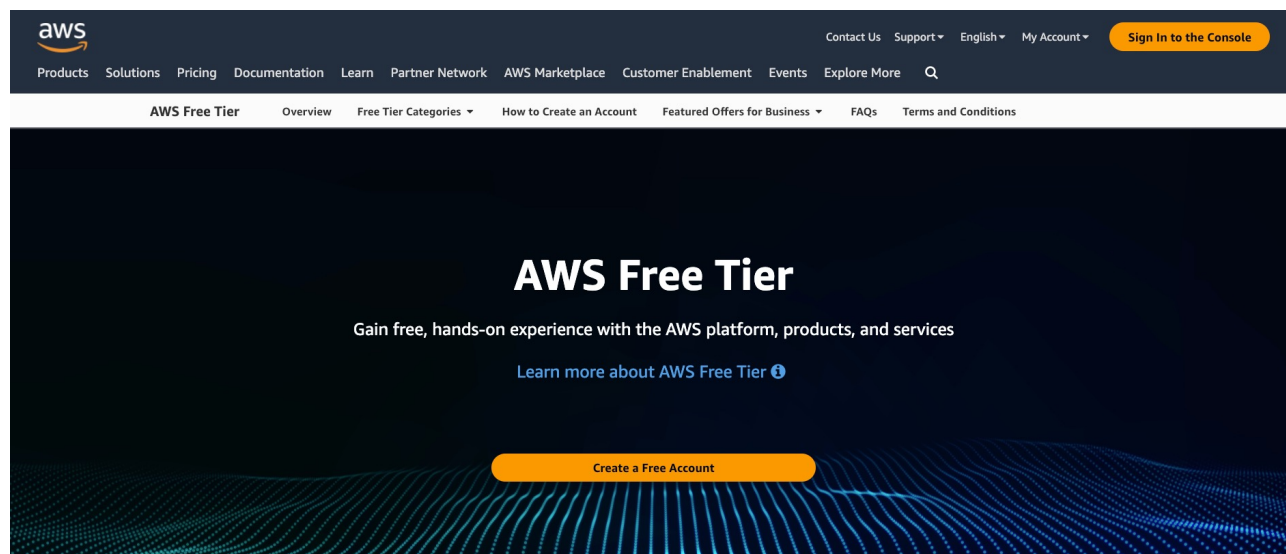 aws
Contact Us Support English My Account Sign In to the Console
Products Solutions Pricing Documentation Learn Partner Network AWS Marketplace Customer Enablement Events Explore More
AWS Free Tier Overview Free Tier Categories How to Create an Account Featured Offers for Business FAQs Terms and Conditions
AWS Free Tier
Gain free, hands-on experience with the AWS platform, products, and services
Learn more about AWS Free Tier
Create a Free Account